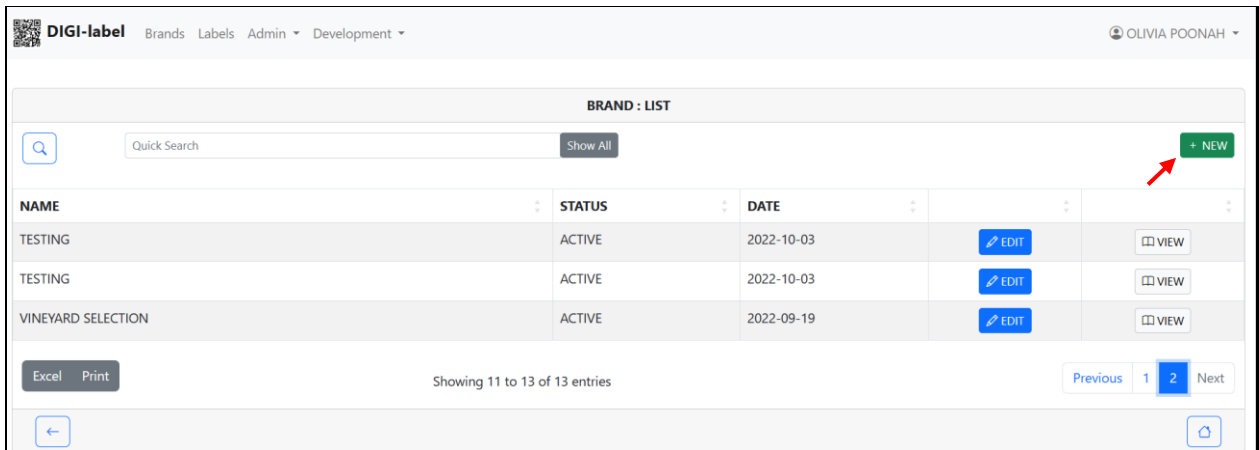 DIGI-label Brands Labels Admin Development OLIVIA POONAH
BRAND : LIST
Quick Search Show All + NEW
NAME STATUS DATE
TESTING ACTIVE 2022-10-03 EDIT VIEW
TESTING ACTIVE 2022-10-03 EDIT VIEW
VINEYARD SELECTION ACTIVE 2022-09-19 EDIT VIEW
Excel Print Showing 11 to 13 of 13 entries Previous 1 2 Next